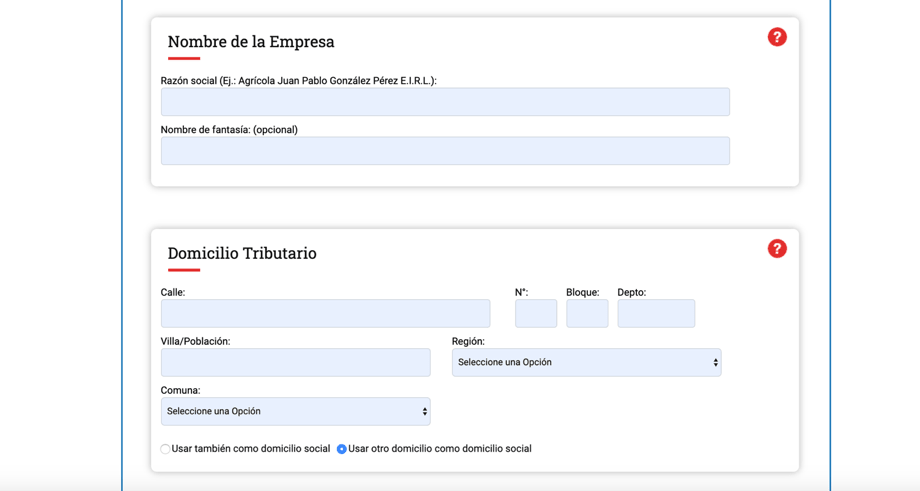 Nombre de la Empresa
?
Razón social (Ej.: Agrícola Juan Pablo González Pérez E.I.R.L.):
Nombre de fantasía: (opcional)
Domicilio Tributario
?
Calle: N°: Bloque: Depto:
Villa/Población: Región:
Seleccione una Opción
Comuna:
Seleccione una Opción
Usar también como domicilio social Usar otro domicilio como domicilio social